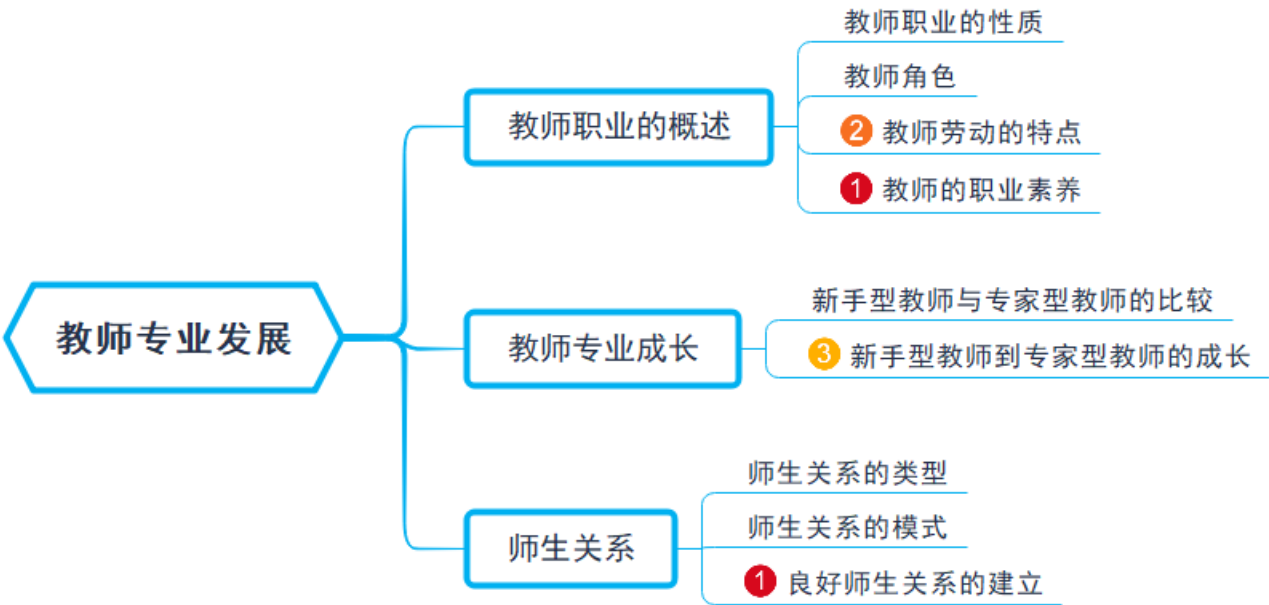 教师专业发展
教师职业的概述
教师职业的性质
教师角色
2 教师劳动的特点
1 教师的职业素养
教师专业成长
新手型教师与专家型教师的比较
3 新手型教师到专家型教师的成长
师生关系
师生关系的类型
师生关系的模式
1 良好师生关系的建立